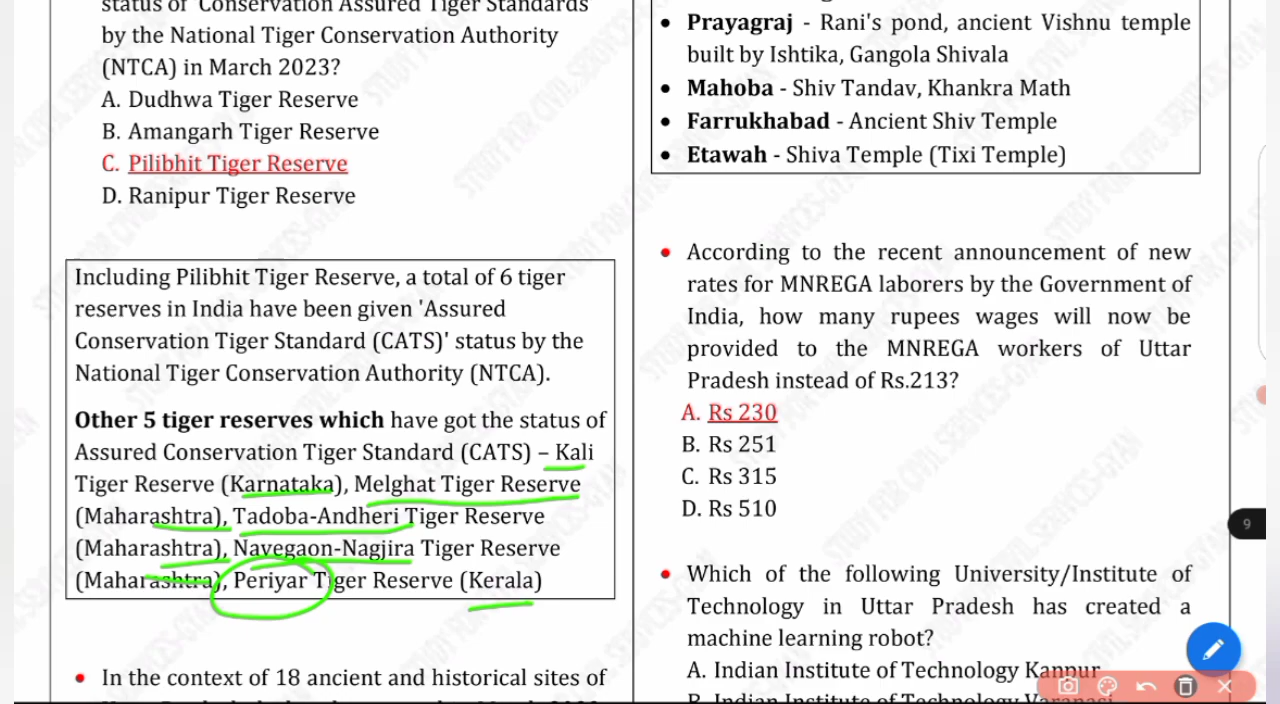 status of 'Conservation Assured Tiger Standards'
by the National Tiger Conservation Authority
(NTCA) in March 2023?
A. Dudhwa Tiger Reserve
B. Amangarh Tiger Reserve
C. Pilibhit Tiger Reserve
D. Ranipur Tiger Reserve
Including Pilibhit Tiger Reserve, a total of 6 tiger
reserves in India have been given 'Assured
Conservation Tiger Standard (CATS)' status by the
National Tiger Conservation Authority (NTCA).
Other 5 tiger reserves which have got the status of
Assured Conservation Tiger Standard (CATS) – Kali
Tiger Reserve (Karnataka), Melghat Tiger Reserve
(Maharashtra), Tadoba-Andheri Tiger Reserve
(Maharashtra), Navegaon-Nagjira Tiger Reserve
(Maharashtra), Periyar Tiger Reserve (Kerala)
• In the context of 18 ancient and historical sites of
• Prayagraj - Rani's pond, ancient Vishnu temple
built by Ishtika, Gangola Shivala
• Mahoba - Shiv Tandav, Khankra Math
• Farrukhabad - Ancient Shiv Temple
• Etawah - Shiva Temple (Tixi Temple)
• According to the recent announcement of new
rates for MNREGA laborers by the Government of
India, how many rupees wages will now be
provided to the MNREGA workers of Uttar
Pradesh instead of Rs.213?
A. Rs 230
B. Rs 251
C. Rs 315
D. Rs 510
• Which of the following University/Institute of
Technology in Uttar Pradesh has created a
machine learning robot?
A. Indian Institute of Technology Kanpur
B. Indian Institute of Technology Varanasi
9